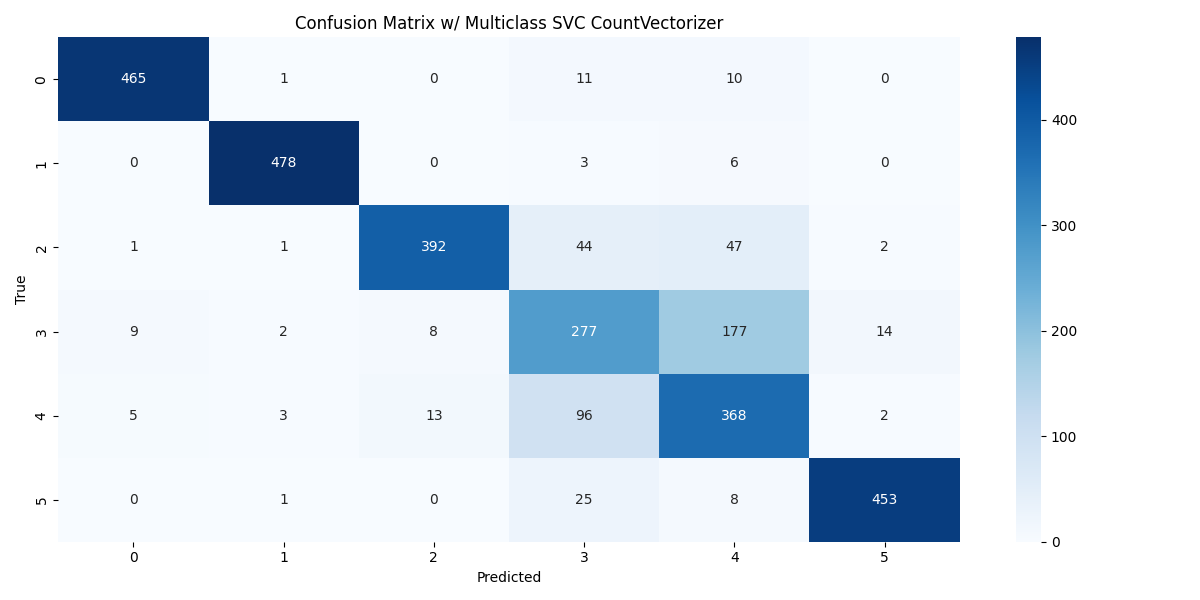 Confusion Matrix w/ Multiclass SVC CountVectorizer
0 465 1 0 11 10 0
1 0 478 0 3 6 0
2 1 1 392 44 47 2
3 9 2 8 277 177 14
4 5 3 13 96 368 2
5 0 1 0 25 8 453
0 1 2 3 4 5
Predicted
True
400
300
200
100
0